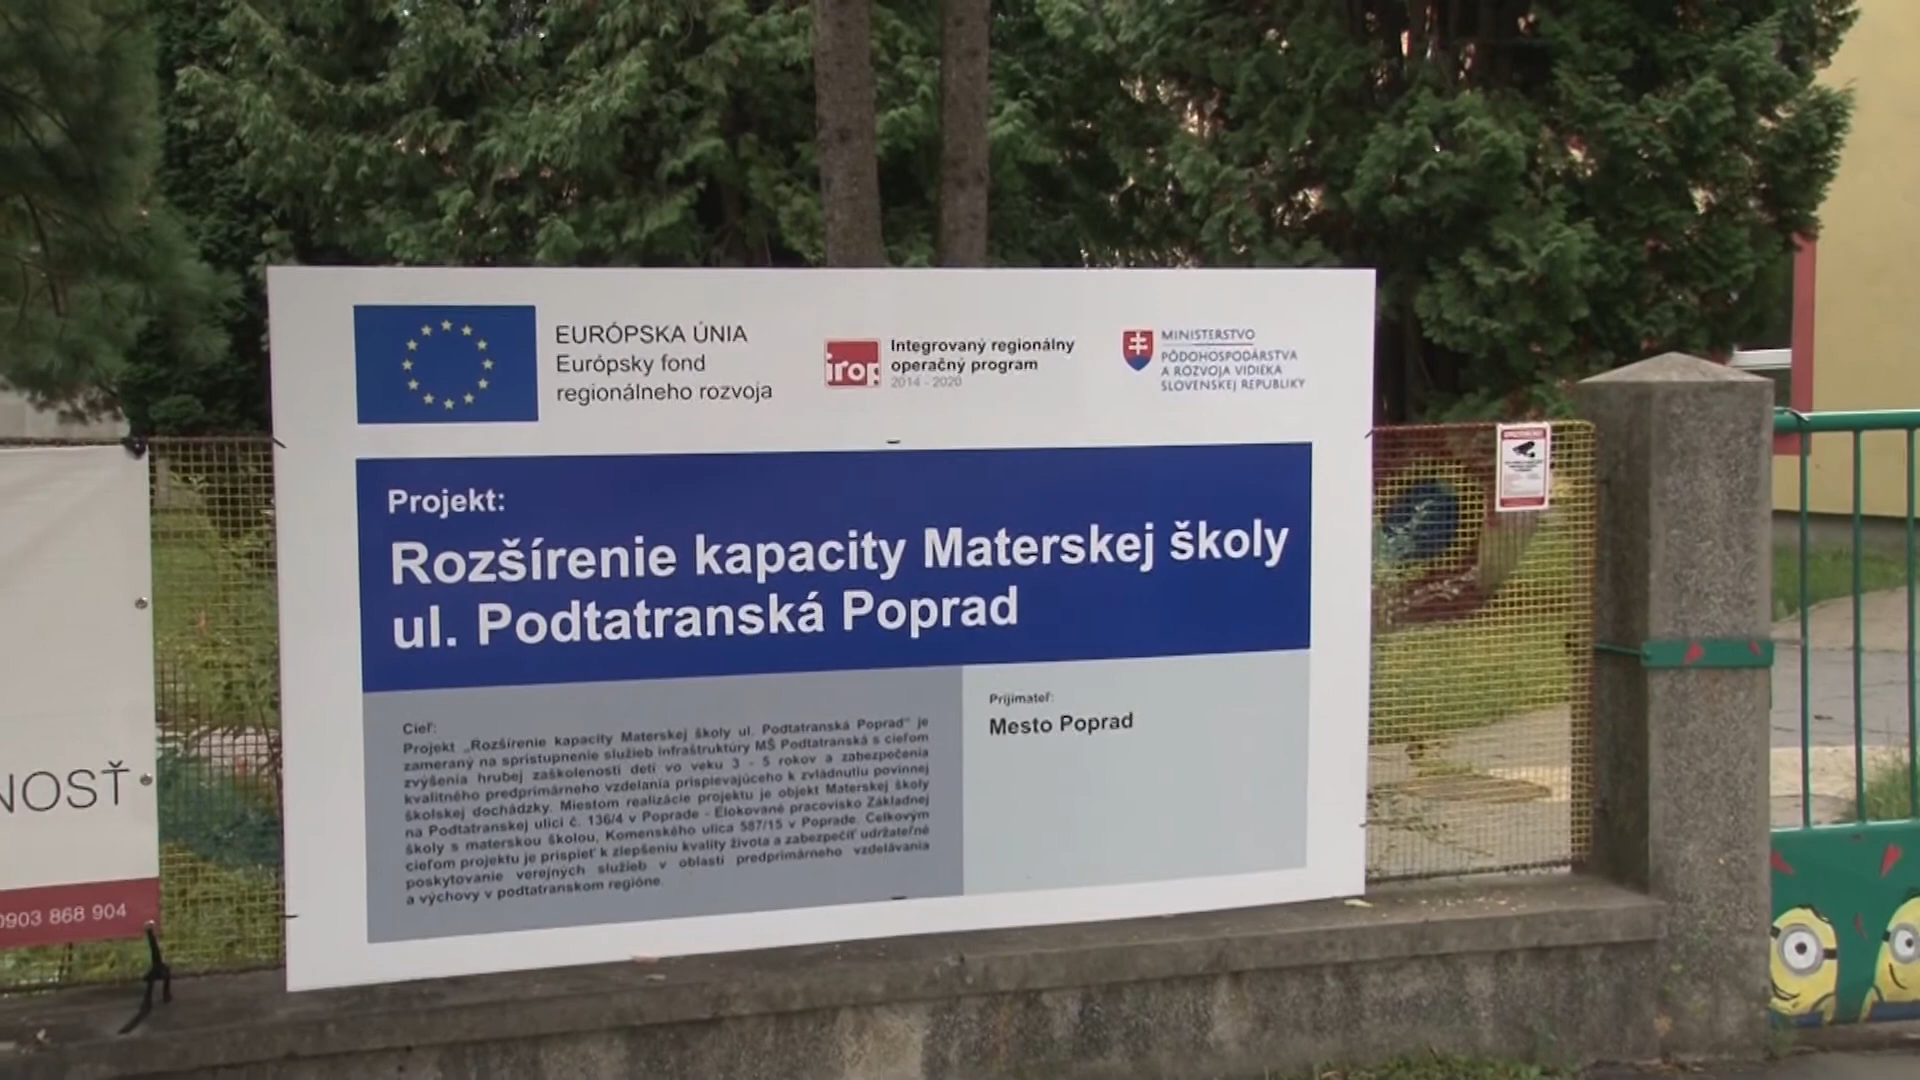 EURÓPSKA ÚNIA
Európsky fond
regionálneho rozvoja
irop
Integrovaný regionálny
operačný program
2014 - 2020
MINISTERSTVO
PÔDOHOSPODÁRSTVA
A ROZVOJA VIDIEKA
SLOVENSKEJ REPUBLIKY
Projekt:
Rozšírenie kapacity Materskej školy
ul. Podtatranská Poprad
Cieľ:
Projekt „Rozšírenie kapacity Materskej školy ul. Podtatranská Poprad" je
zameraný na sprístupnenie služieb infraštruktúry MŠ Podtatranská s cieľom
zvýšenia hrubej zaškolenosti detí vo veku 3 - 5 rokov a zabezpečenia
kvalitného predprimárneho vzdelania prispievajúceho k zvládnutiu povinnej
školskej dochádzky. Miestom realizácie projektu je objekt Materskej školy
na Podtatranskej ulici č. 136/4 v Poprade - Elokované pracovisko Základnej
školy s materskou školou, Komenského ulica 587/15 v Poprade. Celkovým
cieľom projektu je prispieť k zlepšeniu kvality života a zabezpečiť udržateľné
poskytovanie verejných služieb v oblasti predprimárneho vzdelávania
a výchovy v podtatranskom regióne.
Prijímateľ:
Mesto Poprad
NOSŤ
0903 868 904